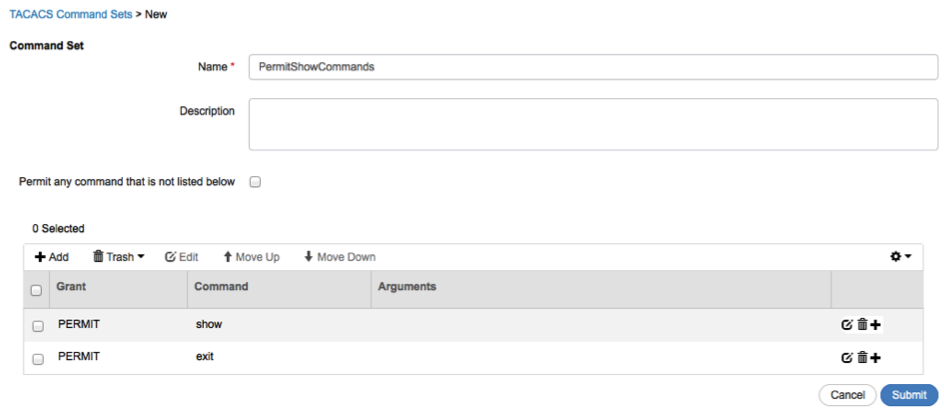 TACACS Command Sets > New
Command Set
Name * PermitShowCommands
Description
Permit any command that is not listed below
0 Selected
Add Trash Edit Move Up Move Down
Grant Command Arguments
PERMIT show
PERMIT exit
Cancel Submit